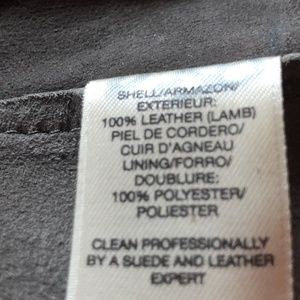 SHELL/ARMAZON/
EXTERIEUR:
100% LEATHER (LAMB)
PIEL DE CORDERO/
CUIR D'AGNEAU
LINING/FORRO/
DOUBLURE:
100% POLYESTER/
POLIESTER
CLEAN PROFESSIONALLY
BY A SUEDE AND LEATHER
EXPERT